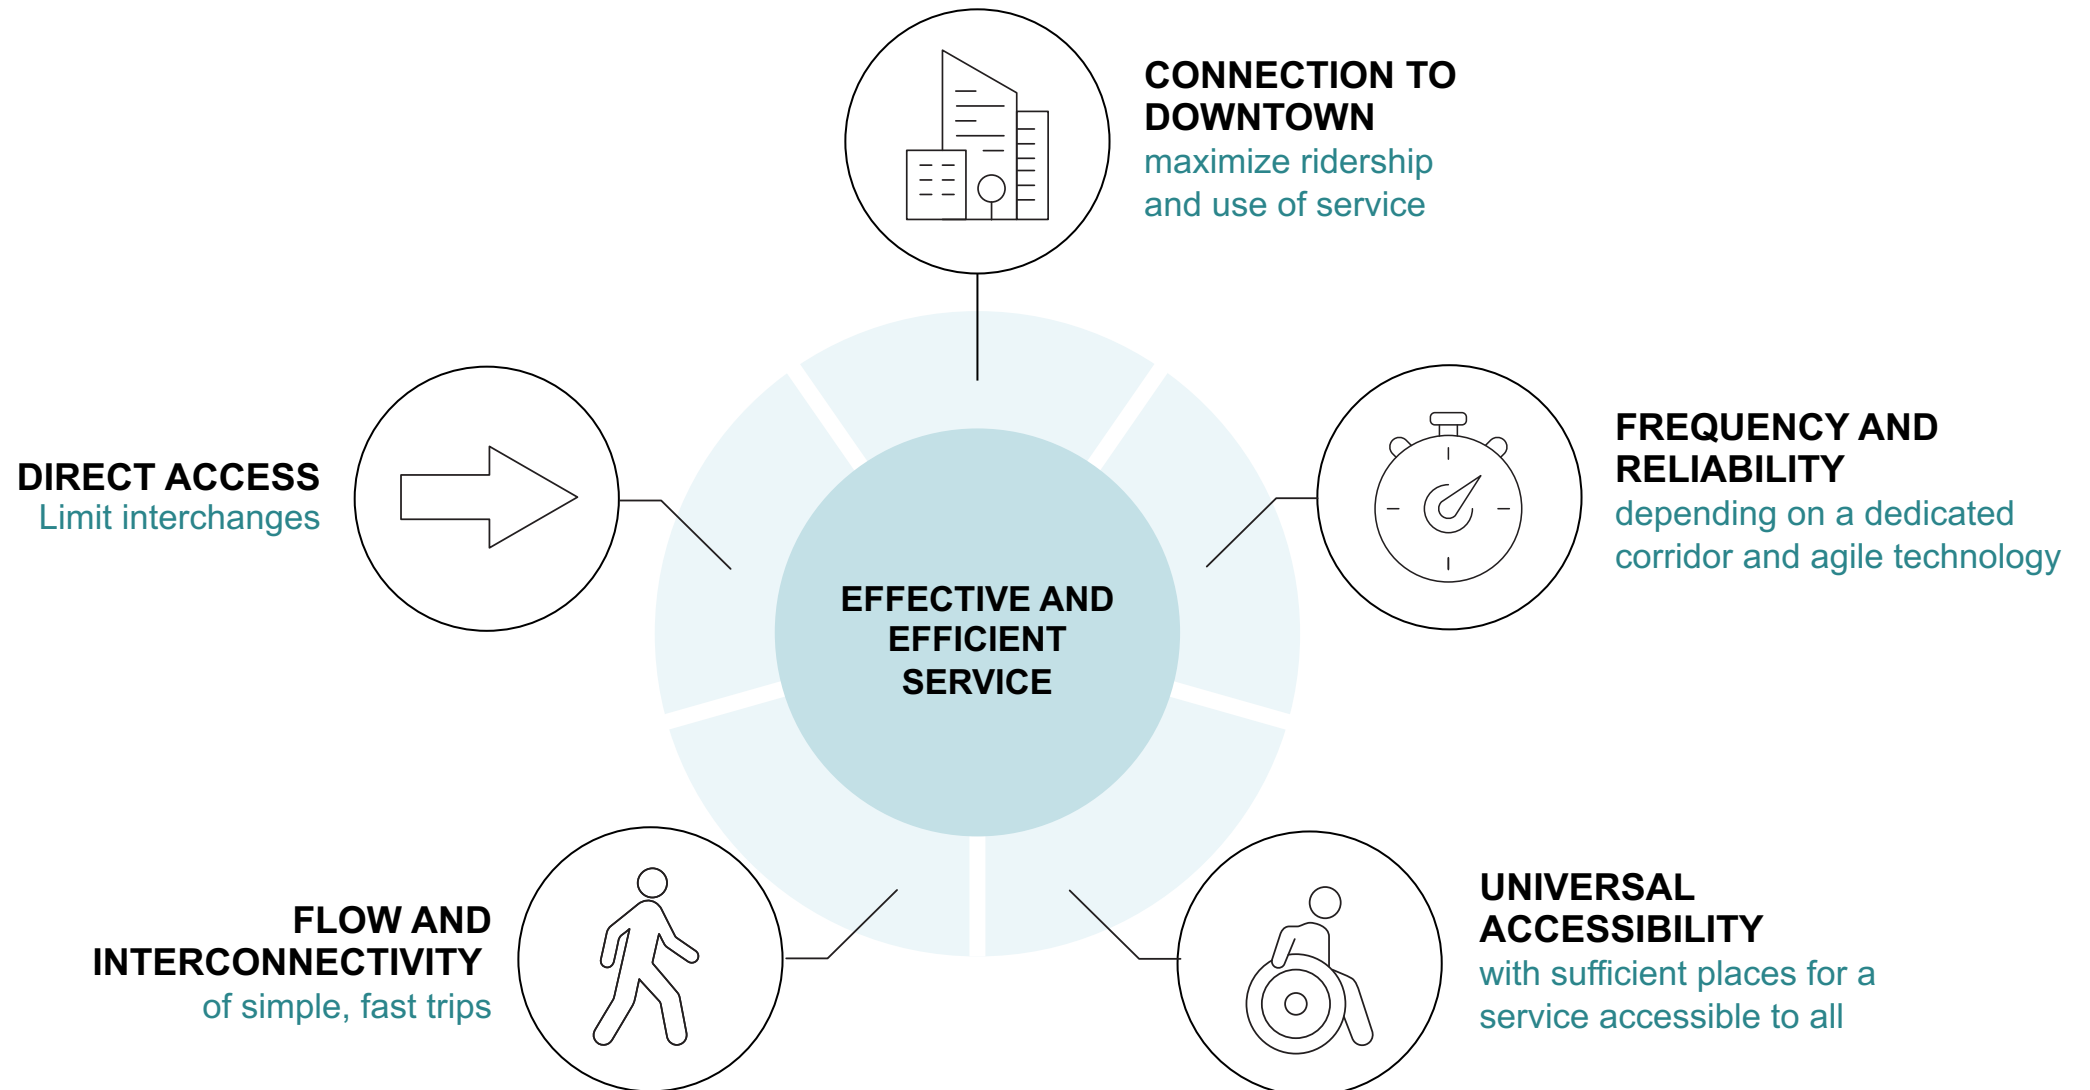 CONNECTION TO
DOWNTOWN
maximize ridership
and use of service
DIRECT ACCESS
Limit interchanges
FREQUENCY AND
RELIABILITY
depending on a dedicated
corridor and agile technology
EFFECTIVE AND
EFFICIENT
SERVICE
FLOW AND
INTERCONNECTIVITY
of simple, fast trips
UNIVERSAL
ACCESSIBILITY
with sufficient places for a
service accessible to all